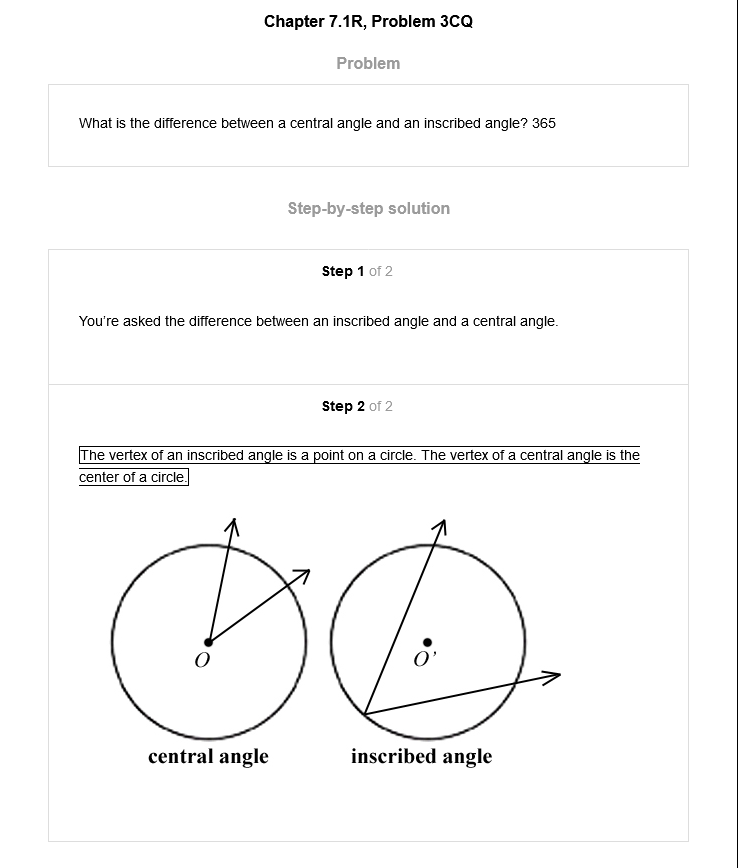 Chapter 7.1R, Problem 3CQ
Problem
What is the difference between a central angle and an inscribed angle? 365
Step-by-step solution
Step 1 of 2
You’re asked the difference between an inscribed angle and a central angle.
Step 2 of 2
The vertex of an inscribed angle is a point on a circle. The vertex of a central angle is the
center of a circle.
O
O'
central angle
inscribed angle